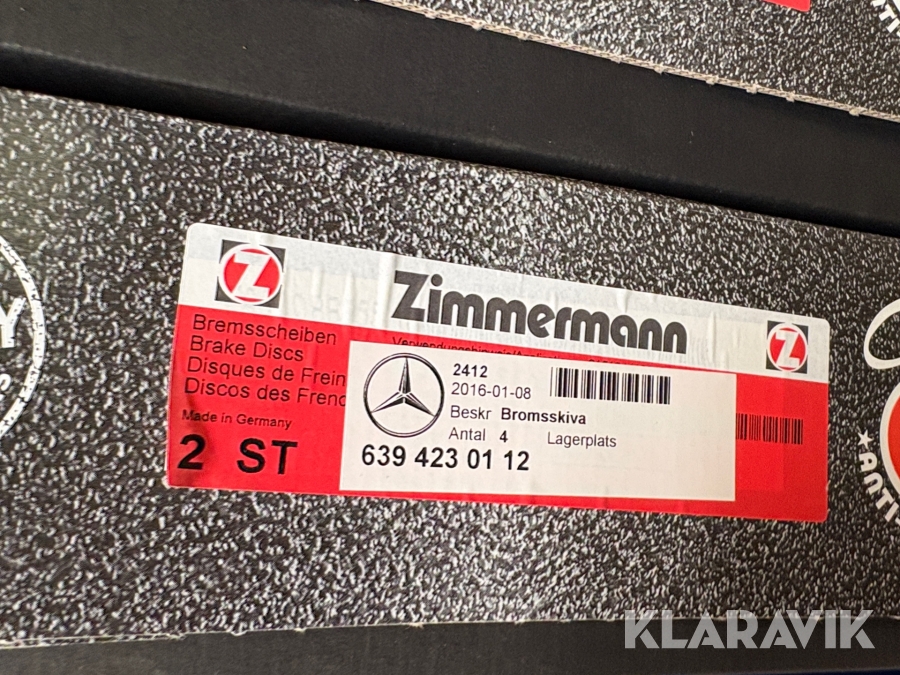 Z
Zimmermann
Z
Bremsscheiben
Brake Discs
Disques de Frein
Discos des Freno
Made in Germany
2 ST
2412
2016-01-08
Beskr Bromsskiva
Antal 4 Lagerplats
639 423 01 12
ANTI
KLARAVIK